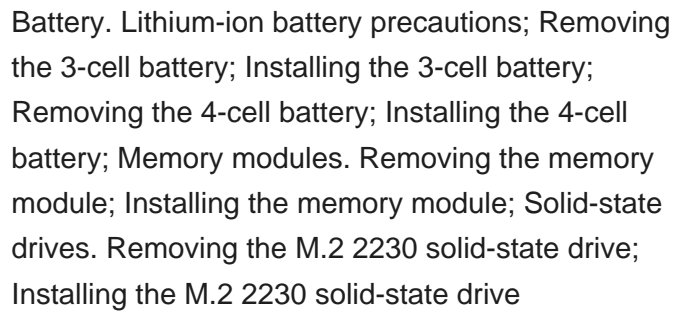 Battery. Lithium-ion battery precautions; Removing
the 3-cell battery; Installing the 3-cell battery;
Removing the 4-cell battery; Installing the 4-cell
battery; Memory modules. Removing the memory
module; Installing the memory module; Solid-state
drives. Removing the M.2 2230 solid-state drive;
Installing the M.2 2230 solid-state drive